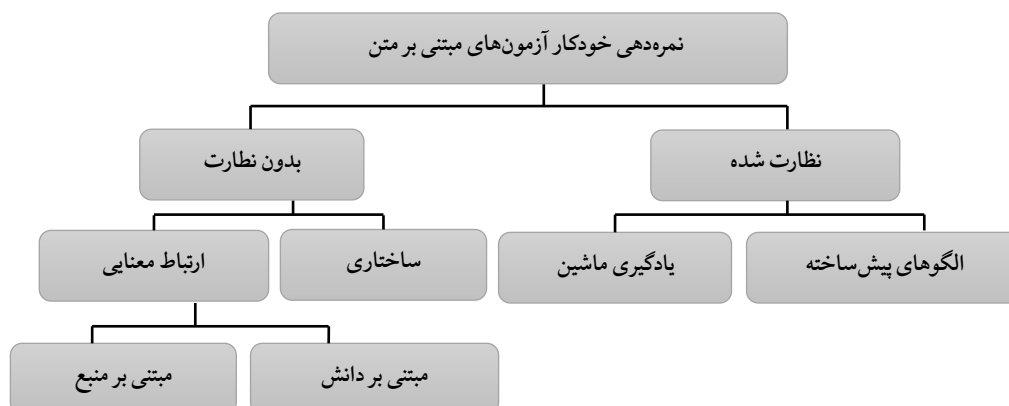 نمره‌دهی خودکار آزمون‌های مبتنی بر متن
نظارت شده
بدون نطارت
الگوهای پیش‌ساخته
یادگیری ماشین
ساختاری
ارتباط معنایی
مبتنی بر دانش
مبتنی بر منبع